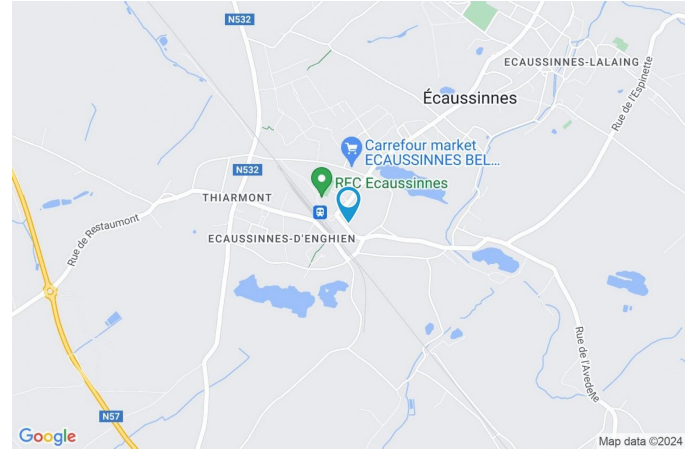 N532
ECAUSSINNES-LALAING
Écaussinnes
Rue de l'Espinette
Carrefour market
ECAUSSINNES BEL...
N532
RFC Ecaussinnes
THIARMONT
Rue de Restaumont
ECAUSSINNES-D'ENGHIEN
Rue de l'Avedelle
N57
Google
Map data ©2024